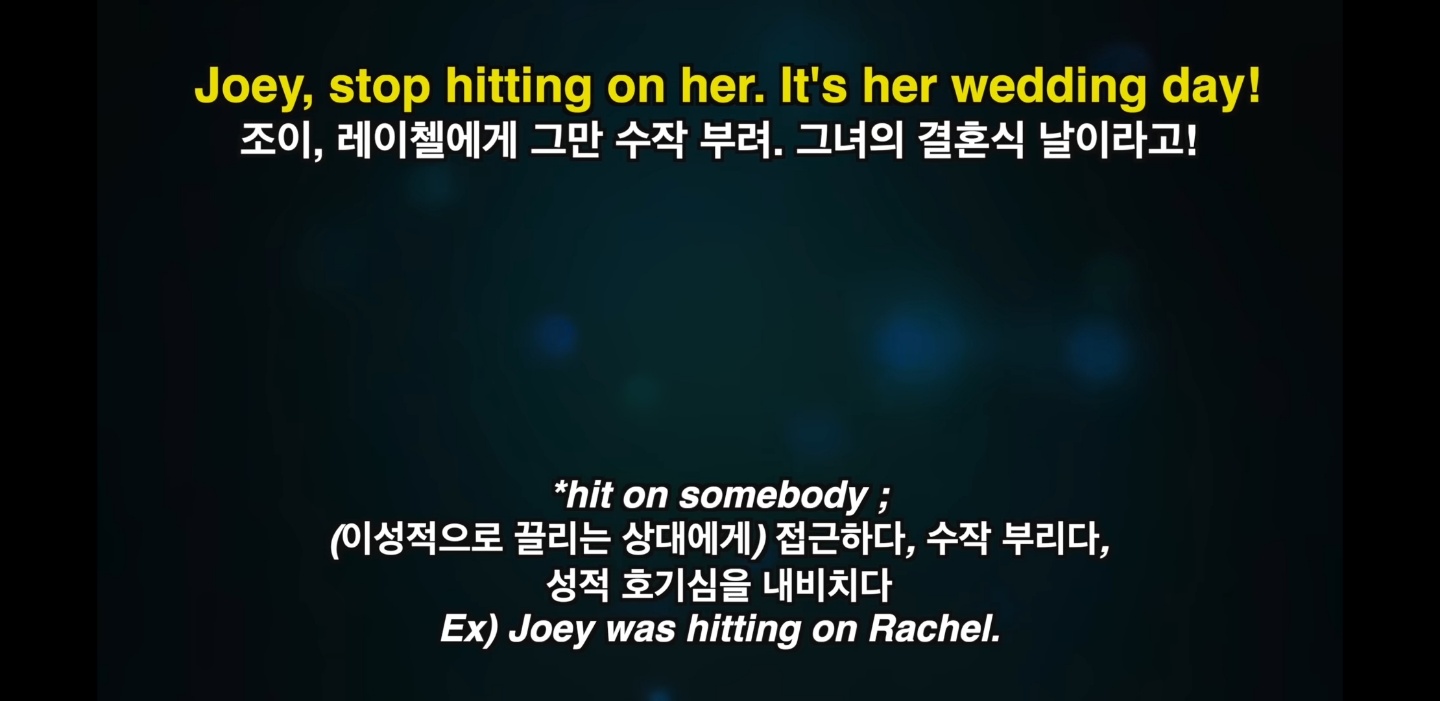 Joey, stop hitting on her. It's her wedding day!
조이, 레이첼에게 그만 수작 부려. 그녀의 결혼식 날이라고!
*hit on somebody ;
(이성적으로 끌리는 상대에게) 접근하다, 수작 부리다,
성적 호기심을 내비치다
Ex) Joey was hitting on Rachel.